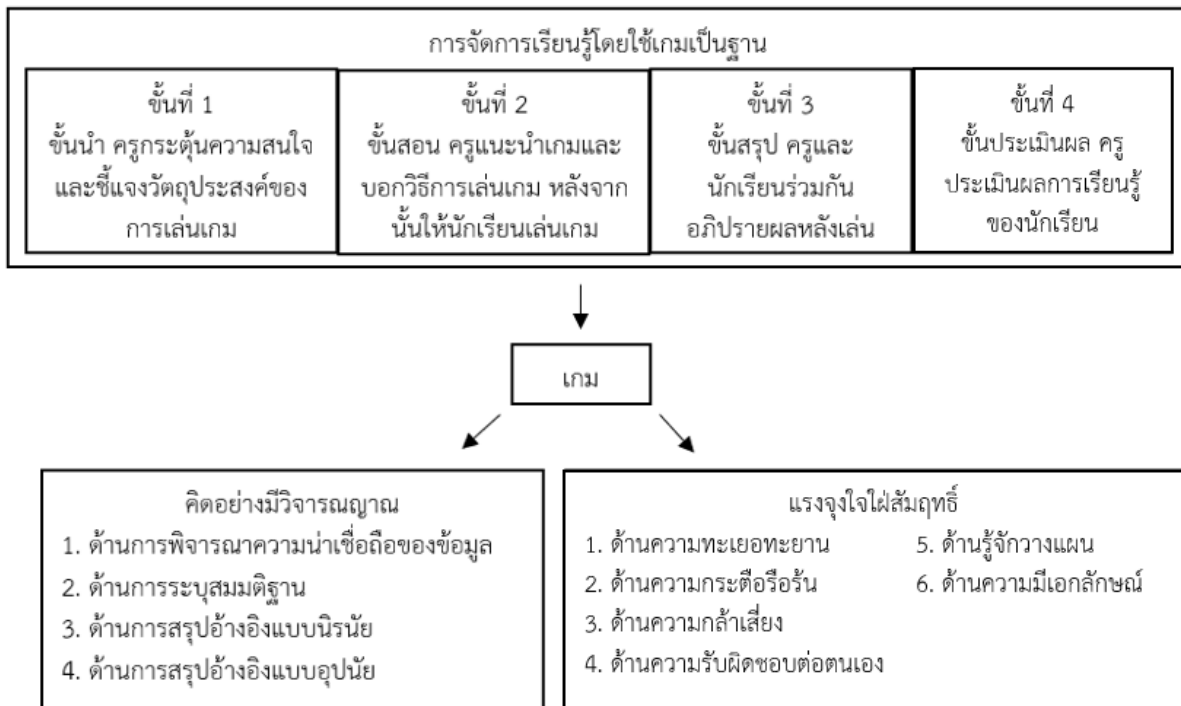 การจัดการเรียนรู้โดยใช้เกมเป็นฐาน
ขั้นที่ 1
ขั้นนำ ครูกระตุ้นความสนใจ
และชี้แจงวัตถุประสงค์ของ
การเล่นเกม
ขั้นที่ 2
ขั้นสอน ครูแนะนำเกมและ
บอกวิธีการเล่นเกม หลังจาก
นั้นให้นักเรียนเล่นเกม
ขั้นที่ 3
ขั้นสรุป ครูและ
นักเรียนร่วมกัน
อภิปรายผลหลังเล่น
ขั้นที่ 4
ขั้นประเมินผล ครู
ประเมินผลการเรียนรู้
ของนักเรียน
เกม
คิดอย่างมีวิจารณญาณ
1. ด้านการพิจารณาความน่าเชื่อถือของข้อมูล
2. ด้านการระบุสมมติฐาน
3. ด้านการสรุปอ้างอิงแบบนิรนัย
4. ด้านการสรุปอ้างอิงแบบอุปนัย
แรงจุงใจใฝ่สัมฤทธิ์
1. ด้านความทะเยอทะยาน
2. ด้านความกระตือรือร้น
3. ด้านความกล้าเสี่ยง
4. ด้านความรับผิดชอบต่อตนเอง
5. ด้านรู้จักวางแผน
6. ด้านความมีเอกลักษณ์